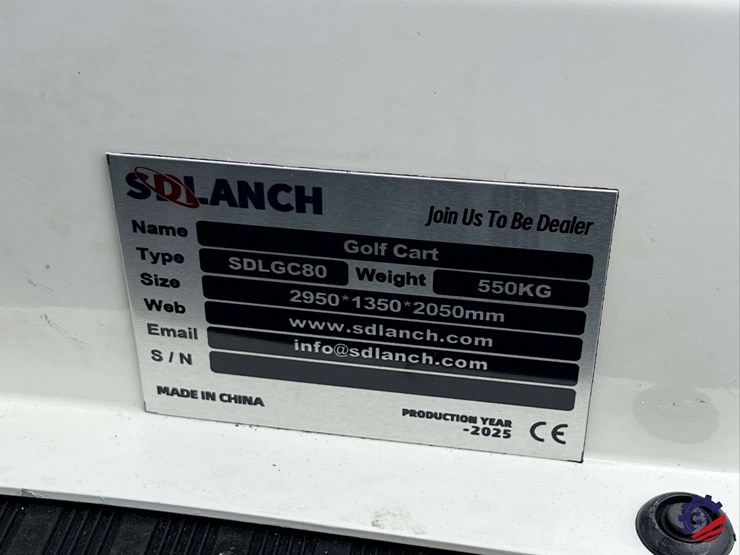 SDLANCH
Join Us To Be Dealer
Name Golf Cart
Type SDLGC80 Weight 550KG
Size 2950*1350*2050mm
Web www.sdlanch.com
Email info@sdlanch.com
S/N
MADE IN CHINA
PRODUCTION YEAR
-2025 CE